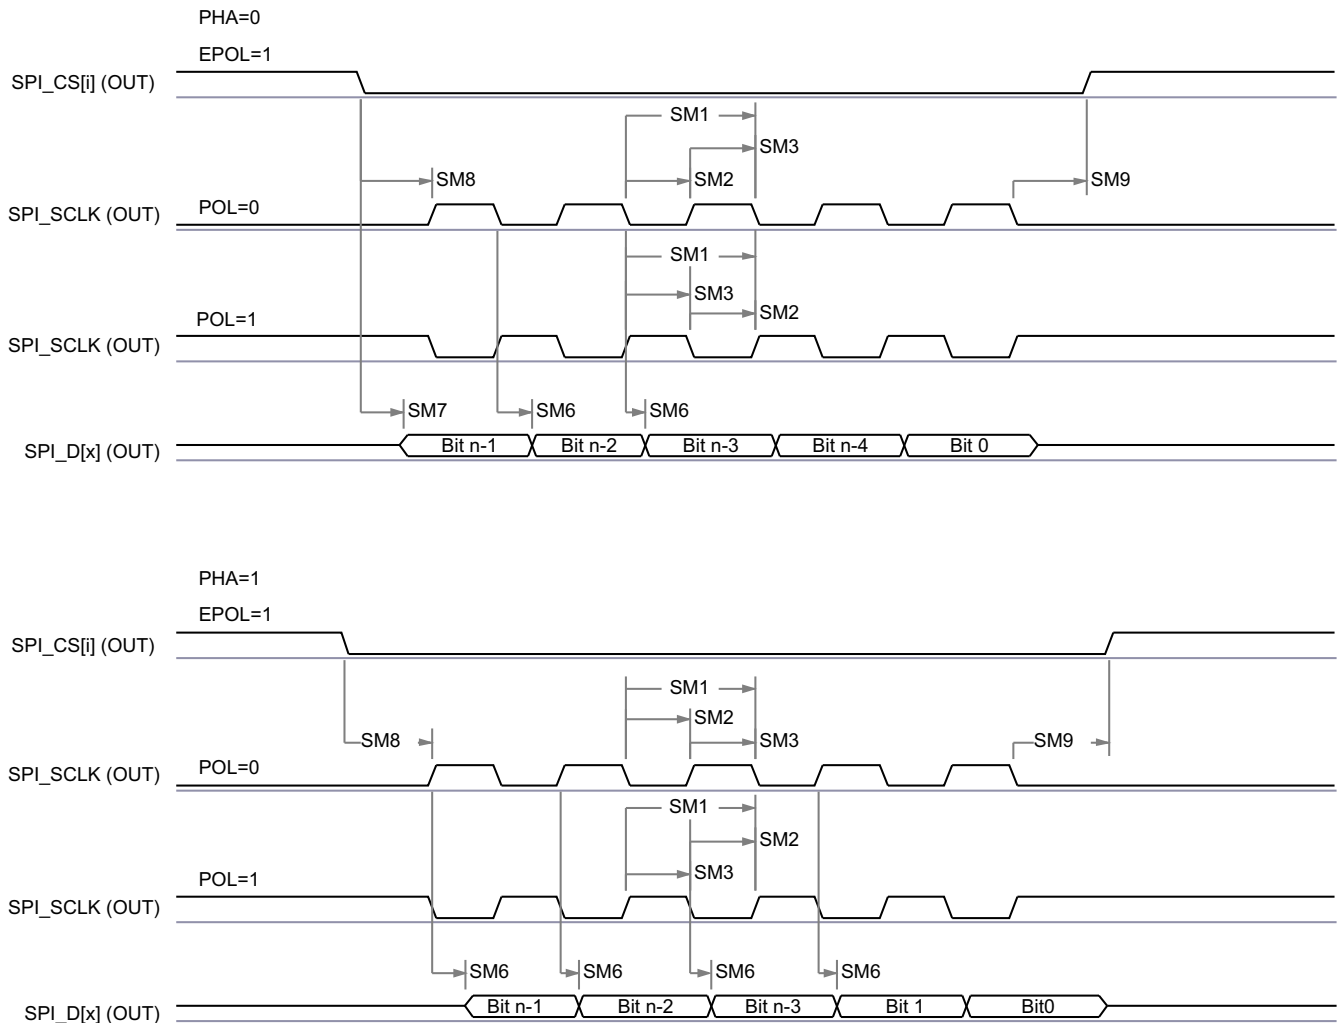 PHA=0
EPOL=1
SPI_CS[i] (OUT)
SM1
SM3
SM8
SM2
SM9
SPI_SCLK (OUT)
POL=0
SM1
SM3
SM2
POL=1
SPI_SCLK (OUT)
SM7
SM6
SM6
SPI_D[x] (OUT)
Bit n-1
Bit n-2
Bit n-3
Bit n-4
Bit 0
PHA=1
EPOL=1
SPI_CS[i] (OUT)
SM1
SM2
SM8
SM3
SM9
SPI_SCLK (OUT)
POL=0
SM1
SM2
SM3
POL=1
SPI_SCLK (OUT)
SM6
SM6
SM6
SM6
SPI_D[x] (OUT)
Bit n-1
Bit n-2
Bit n-3
Bit 1
Bit0